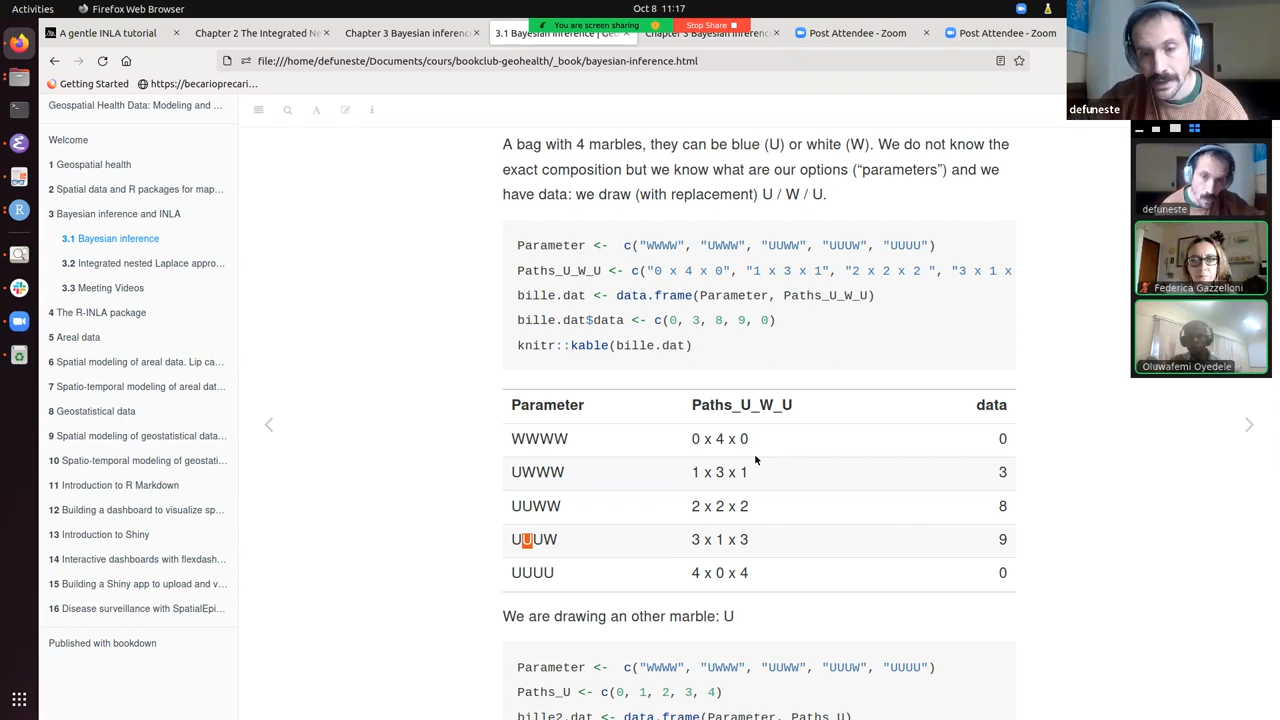 Activities
Firefox Web Browser
Oct 8 11:17
You are screen sharing
Stop Share
A gentle INLA tutorial
Chapter 2 The Integrated Ne
Chapter 3 Bayesian inferenc
3.1 Bayesian inference | Geo
Chapter 3 Bayesian inferenc
Post Attendee - Zoom
Post Attendee - Zoom
file:///home/defuneste/Documents/cours/bookclub-geohealth/_book/bayesian-inference.html
Getting Started
https://becarioprecari...
defuneste
Geospatial Health Data: Modeling and ...
Welcome
1 Geospatial health
2 Spatial data and R packages for map...
3 Bayesian inference and INLA
3.1 Bayesian inference
3.2 Integrated nested Laplace appro...
3.3 Meeting Videos
4 The R-INLA package
5 Areal data
6 Spatial modeling of areal data. Lip ca...
7 Spatio-temporal modeling of areal dat...
8 Geostatistical data
9 Spatial modeling of geostatistical data...
10 Spatio-temporal modeling of geostati...
11 Introduction to R Markdown
12 Building a dashboard to visualize sp...
13 Introduction to Shiny
14 Interactive dashboards with flexdash...
15 Building a Shiny app to upload and v...
16 Disease surveillance with SpatialEpi...
Published with bookdown
A bag with 4 marbles, they can be blue (U) or white (W). We do not know the
exact composition but we know what are our options (“parameters”) and we
have data: we draw (with replacement) U / W / U.
Parameter <- c("WWWW", "UWWW", "UUWW", "UUUW", "UUUU")
Paths_U_W_U <- c("0 x 4 x 0", "1 x 3 x 1", "2 x 2 x 2 ", "3 x 1 x
bille.dat <- data.frame(Parameter, Paths_U_W_U)
bille.dat$data <- c(0, 3, 8, 9, 0)
knitr::kable(bille.dat)
Parameter Paths_U_W_U data
WWWW 0 x 4 x 0 0
UWWW 1 x 3 x 1 3
UUWW 2 x 2 x 2 8
UUUW 3 x 1 x 3 9
UUUU 4 x 0 x 4 0
We are drawing an other marble: U
Parameter <- c("WWWW", "UWWW", "UUWW", "UUUW", "UUUU")
Paths_U <- c(0, 1, 2, 3, 4)
bille2.dat <- data.frame(Parameter, Paths_U)
defuneste
Federica Gazzelloni
Oluwafemi Oyedele